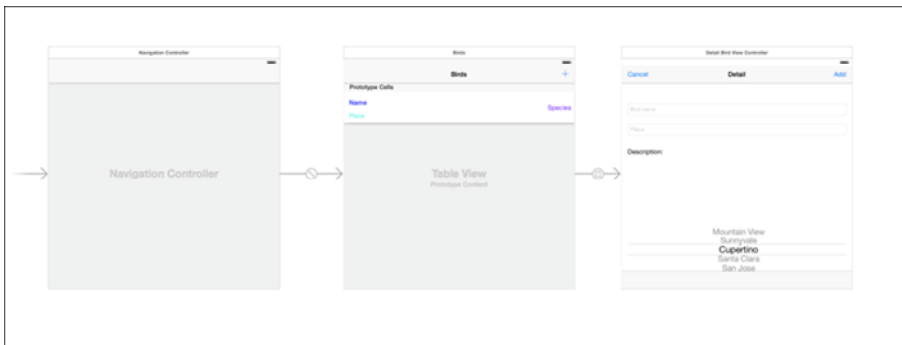 Navigation Controller
Navigation Controller
Birds
Birds
+
Prototype Cells
Name
Place
Species
Table View
Prototype Content
Detail Bird View Controller
Cancel
Detail
Add
Bird name
Place
Description:
Mountain View
Sunnyvale
Cupertino
Santa Clara
San Jose